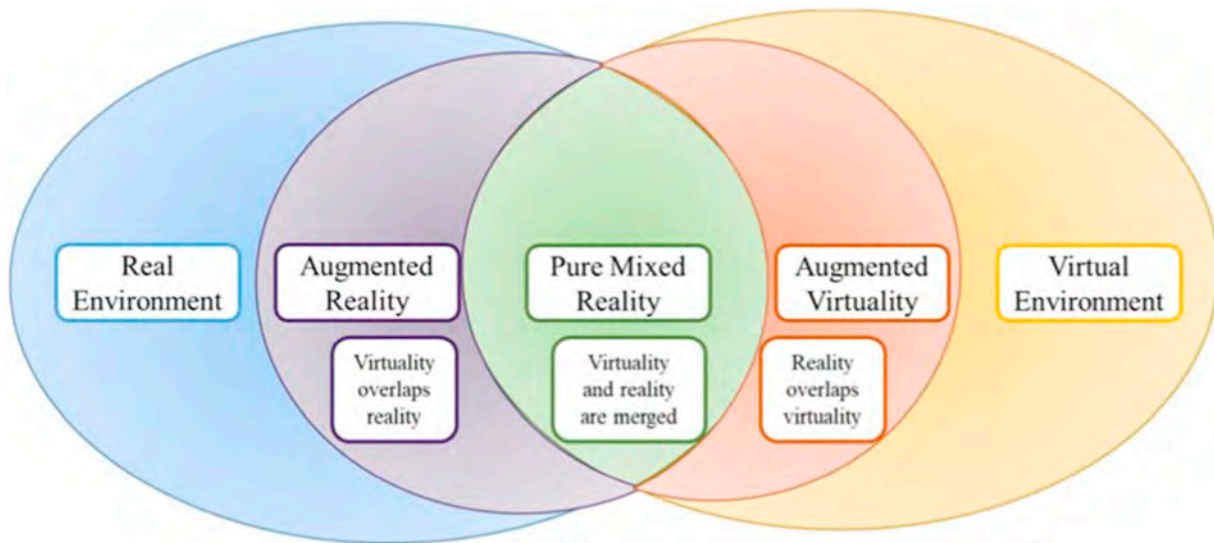 Real
Environment
Augmented
Reality
Pure Mixed
Reality
Augmented
Virtuality
Virtual
Environment
Virtuality
overlaps
reality
Virtuality
and reality
are merged
Reality
overlaps
virtuality